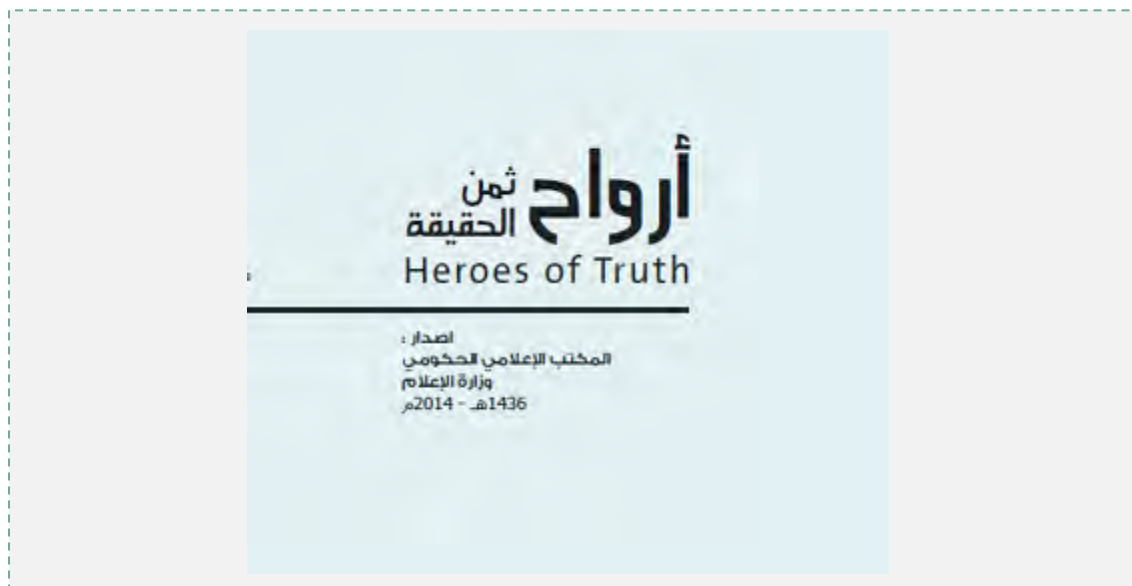 أرواح ثمن
الحقيقة
Heroes of Truth
اصدار :
المكتب الإعلامي الحكومي
وزارة الإعلام
1436هـ - 2014م